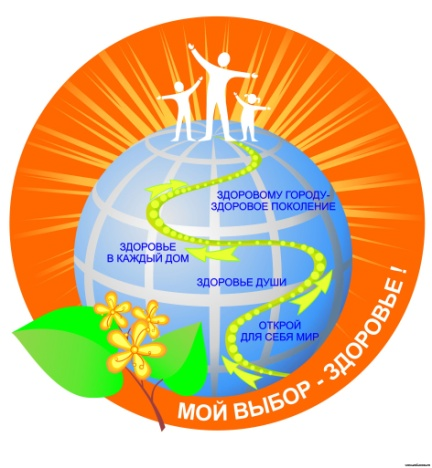 ЗДОРОВОМУ ГОРОДУ-
ЗДОРОВОЕ ПОКОЛЕНИЕ
ЗДОРОВЬЕ
В КАЖДЫЙ ДОМ
ЗДОРОВЬЕ ДУШИ
ОТКРОЙ
ДЛЯ СЕБЯ МИР
МОЙ ВЫБОР - ЗДОРОВЬЕ !